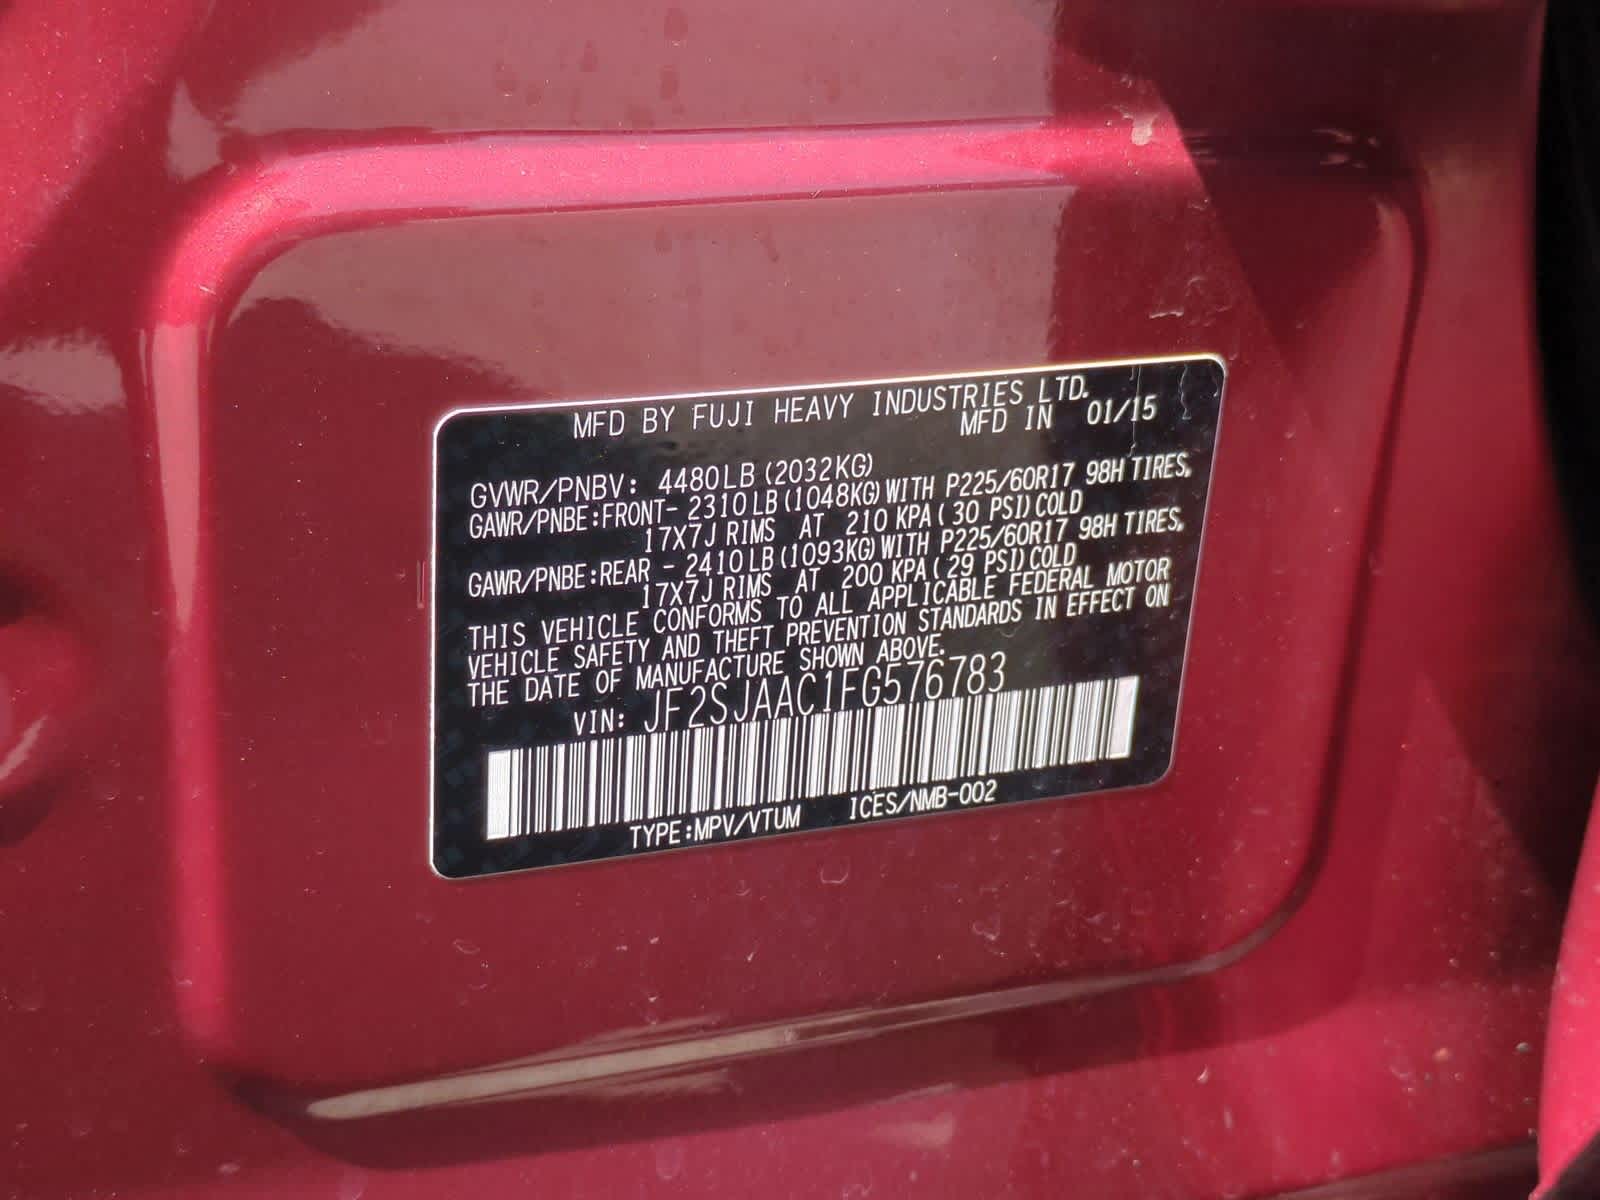 MFD BY FUJI HEAVY INDUSTRIES LTD.
MFD IN 01/15
GVWR/PNBV: 4480LB(2032KG)
GAWR/PNBE:FRONT- 2310LB(1048KG)WITH P225/60R17 98H TIRES,
17X7J RIMS AT 210 KPA( 30 PSI)COLD
GAWR/PNBE:REAR - 2410LB(1093KG)WITH P225/60R17 98H TIRES,
17X7J RIMS AT 200 KPA( 29 PSI)COLD
THIS VEHICLE CONFORMS TO ALL APPLICABLE FEDERAL MOTOR
VEHICLE SAFETY AND THEFT PREVENTION STANDARDS IN EFFECT ON
THE DATE OF MANUFACTURE SHOWN ABOVE.
VIN: JF2SJAAC1FG576783
TYPE:MPV/VTUM ICES/NMB-002